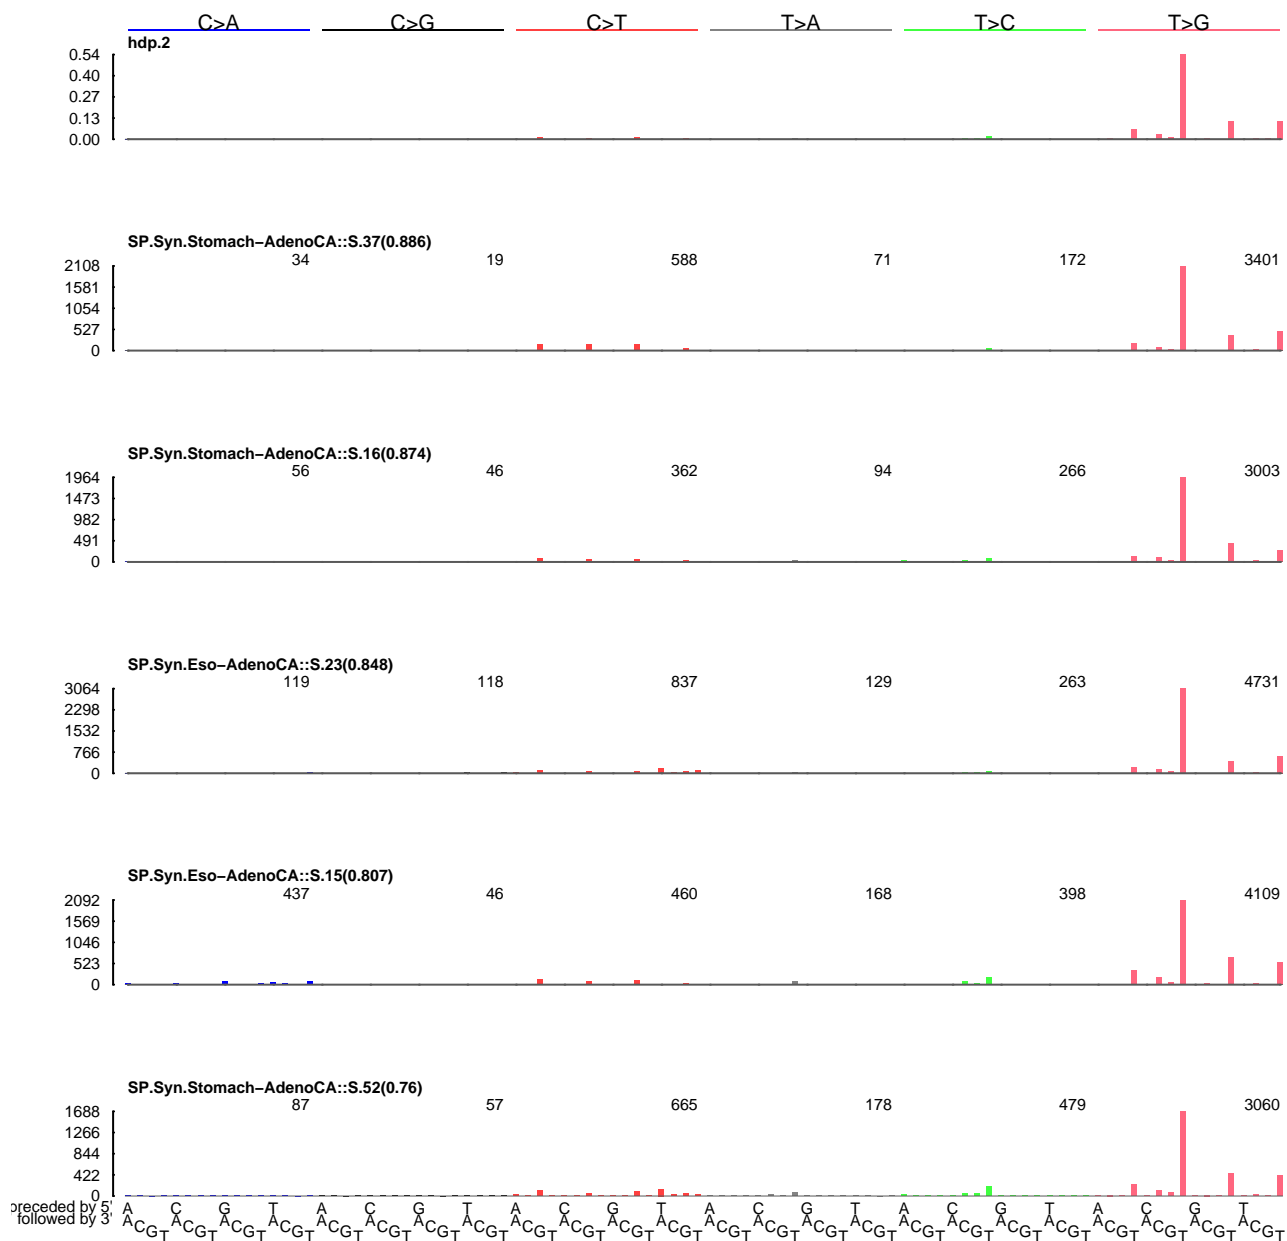 C>A C>G C>T T>A T>C T>G
hdp.2
0.54
0.40
0.27
0.13
0.00
SP.Syn.Stomach−AdenoCA::S.37(0.886)
34 19 588 71 172 3401
2108
1581
1054
527
0
SP.Syn.Stomach−AdenoCA::S.16(0.874)
56 46 362 94 266 3003
1964
1473
982
491
0
SP.Syn.Eso−AdenoCA::S.23(0.848)
119 118 837 129 263 4731
3064
2298
1532
766
0
SP.Syn.Eso−AdenoCA::S.15(0.807)
437 46 460 168 398 4109
2092
1569
1046
523
0
SP.Syn.Stomach−AdenoCA::S.52(0.76)
87 57 665 178 479 3060
1688
1266
844
422
0
preceded by 5' A C G T A C G T A C G T A C G T A C G T A C G T
followed by 3' A C G T A C G T A C G T A C G T A C G T A C G T A C G T A C G T A C G T A C G T A C G T A C G T A C G T A C G T A C G T A C G T A C G T A C G T A C G T A C G T A C G T A C G T A C G T A C G T